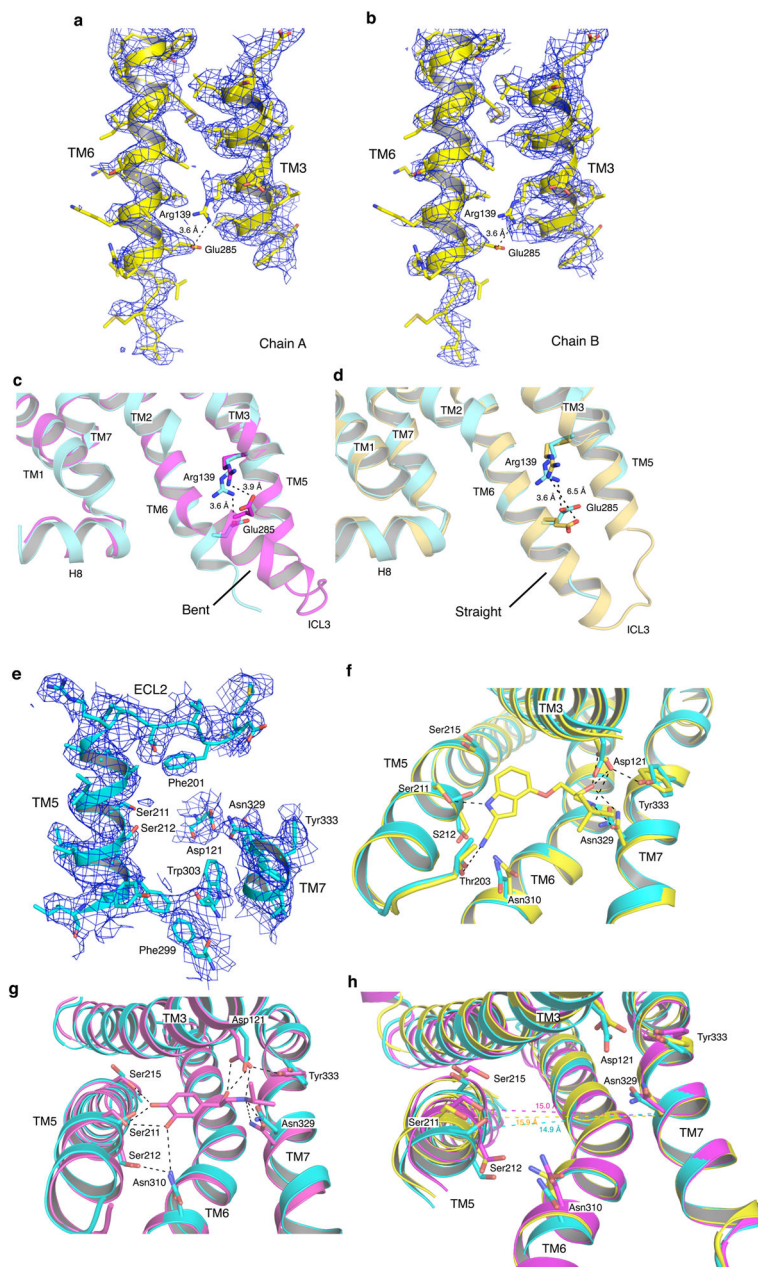 a
b
TM6
TM3
Arg139
3.6 Å
Glu285
Chain A
TM6
TM3
Arg139
3.6 Å
Glu285
Chain B
c
d
TM7
TM2
TM3
TM1
Arg139
TM5
TM6
3.9 Å
3.6 Å
Glu285
H8
Bent
ICL3
TM3
TM2
TM7
TM1
Arg139
TM5
TM6
3.6 Å
6.5 Å
Glu285
H8
Straight
ICL3
e
ECL2
Phe201
TM5
Ser211
Ser212
Asn329
Tyr333
Asp121
Trp303
TM7
Phe299
f
TM3
Ser215
TM5
Asp121
Ser211
Tyr333
S212
Asn329
TM7
TM6
Thr203
Asn310
g
TM3
Asp121
Ser215
Tyr333
TM5
Ser211
Asn329
Ser212
TM7
Asn310
TM6
h
TM3
Tyr333
Asp121
Ser215
Asn329
15.0 Å
Ser211
15.9 Å
14.9 Å
TM7
Ser212
TM5
Asn310
TM6